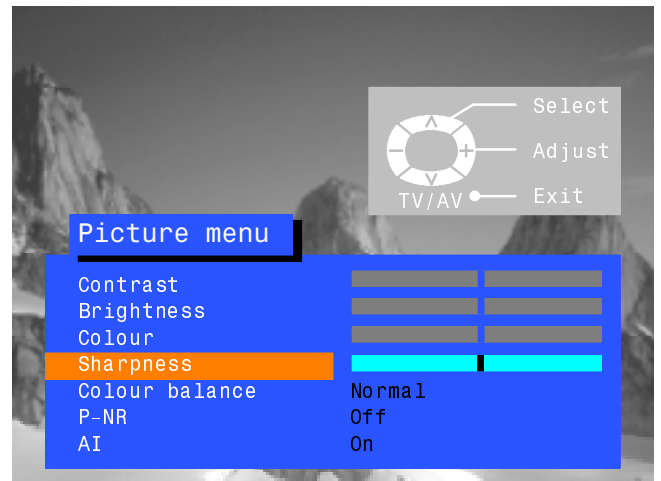 Select
Adjust
TV/AV Exit
Picture menu
Contrast
Brightness
Colour
Sharpness
Colour balance Normal
P-NR Off
AI On